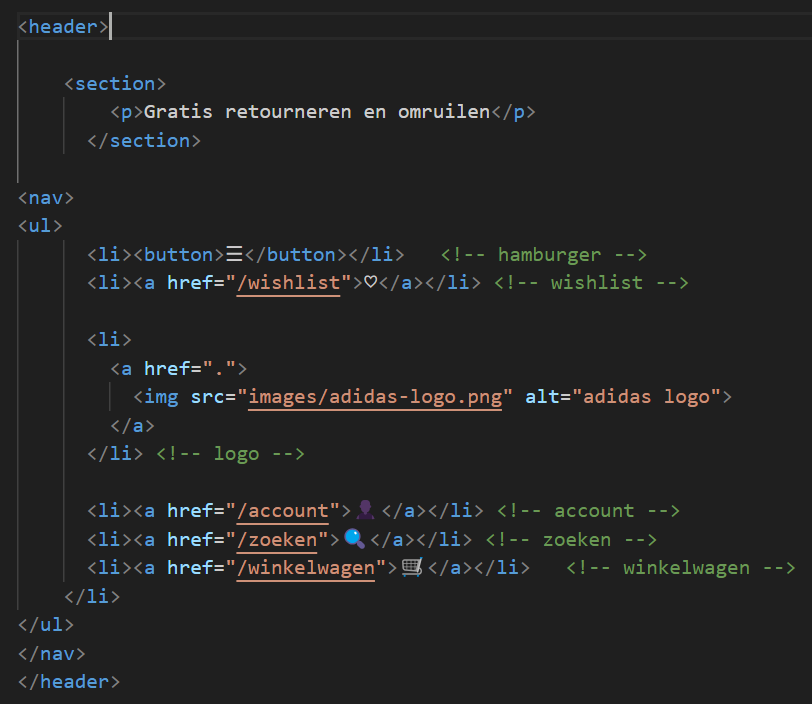 <header>
<section>
<p>Gratis retourneren en omruilen</p>
</section>
<nav>
<ul>
<li><button>☰</button></li> <!-- hamburger -->
<li><a href="/wishlist">♡</a></li> <!-- wishlist -->
<li>
<a href=".">
<img src="images/adidas-logo.png" alt="adidas logo">
</a>
</li> <!-- logo -->
<li><a href="/account">👤</a></li> <!-- account -->
<li><a href="/zoeken">🔍</a></li> <!-- zoeken -->
<li><a href="/winkelwagen">🛒</a></li> <!-- winkelwagen -->
</li>
</ul>
</nav>
</header>